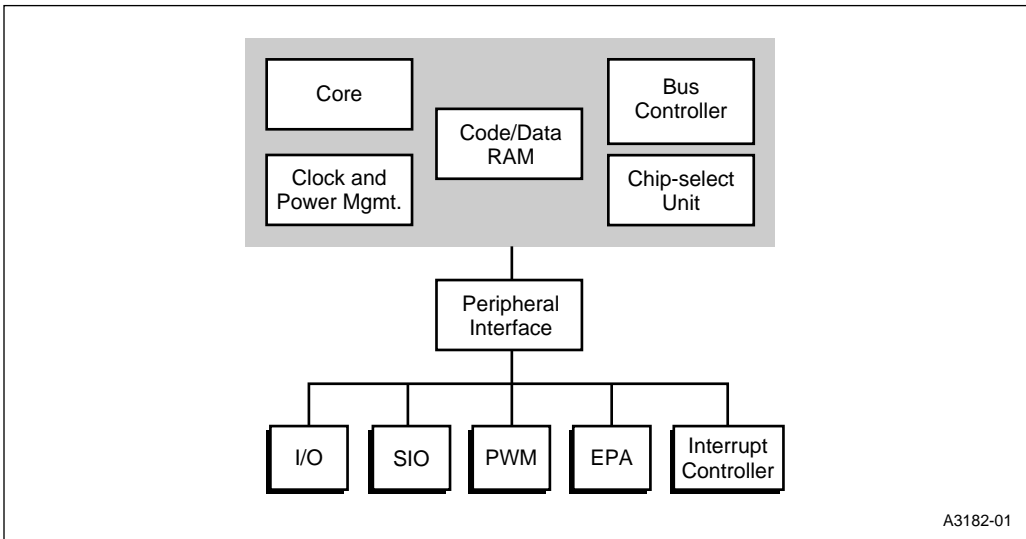 Core
Bus
Controller
Code/Data
RAM
Clock and
Power Mgmt.
Chip-select
Unit
Peripheral
Interface
I/O
SIO
PWM
EPA
Interrupt
Controller
A3182-01